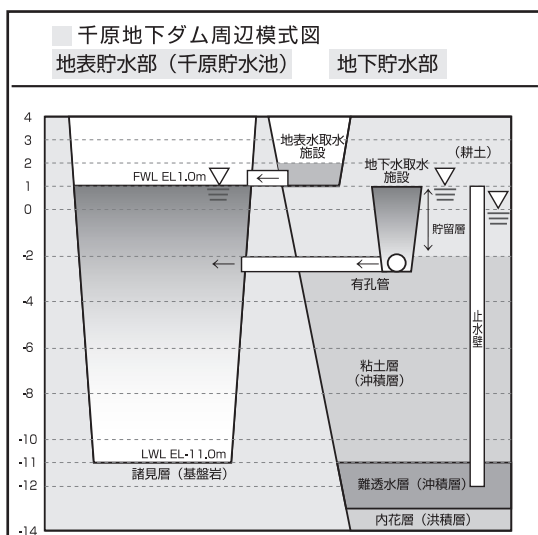 千原地下ダム周辺模式図
地表貯水部（千原貯水池）　地下貯水部
4
3
2
1
0
-2
-4
-6
-8
-10
-11
-12
-14
地表水取水
施設
地下水取水
施設
（耕土）
FWL EL1.0m
貯留層
有孔管
止水壁
粘土層
（沖積層）
LWL EL-11.0m
諸見層（基盤岩）
難透水層（沖積層）
内花層（洪積層）